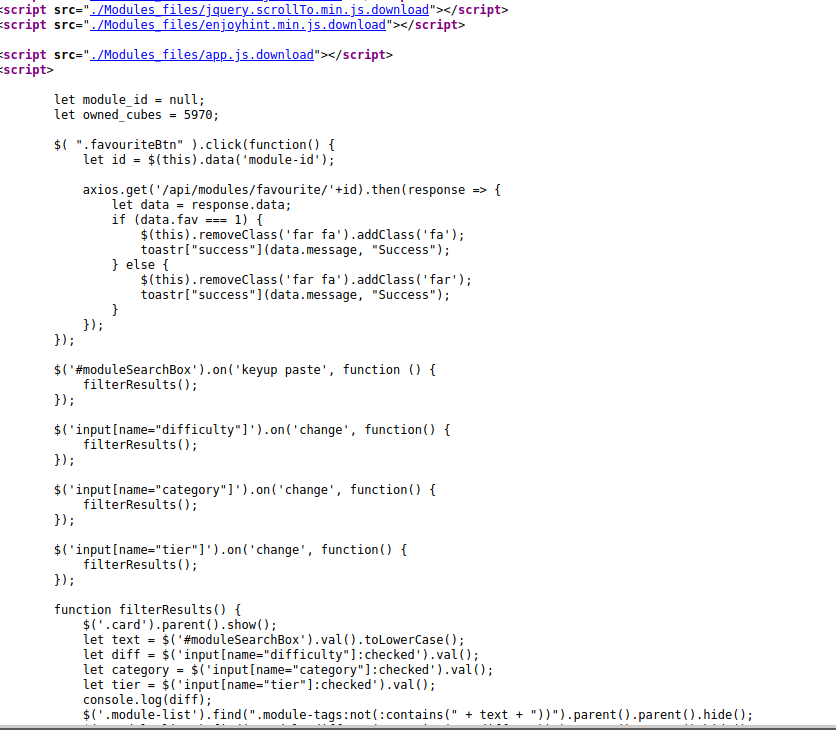 <script src="./Modules_files/jquery.scrollTo.min.js.download"></script>
<script src="./Modules_files/enjoyhint.min.js.download"></script>
<script src="./Modules_files/app.js.download"></script>
<script>
let module_id = null;
let owned_cubes = 5970;
$( ".favouriteBtn" ).click(function() {
let id = $(this).data('module-id');
axios.get('/api/modules/favourite/'+id).then(response => {
let data = response.data;
if (data.fav === 1) {
$(this).removeClass('far fa').addClass('fa');
toastr["success"](data.message, "Success");
} else {
$(this).removeClass('far fa').addClass('far');
toastr["success"](data.message, "Success");
}
});
});
$('#moduleSearchBox').on('keyup paste', function () {
filterResults();
});
$('input[name="difficulty"]').on('change', function() {
filterResults();
});
$('input[name="category"]').on('change', function() {
filterResults();
});
$('input[name="tier"]').on('change', function() {
filterResults();
});
function filterResults() {
$('.card').parent().show();
let text = $('#moduleSearchBox').val().toLowerCase();
let diff = $('input[name="difficulty"]:checked').val();
let category = $('input[name="category"]:checked').val();
let tier = $('input[name="tier"]:checked').val();
console.log(diff);
$('.module-list').find(".module-tags:not(:contains(" + text + "))").parent().parent().hide();